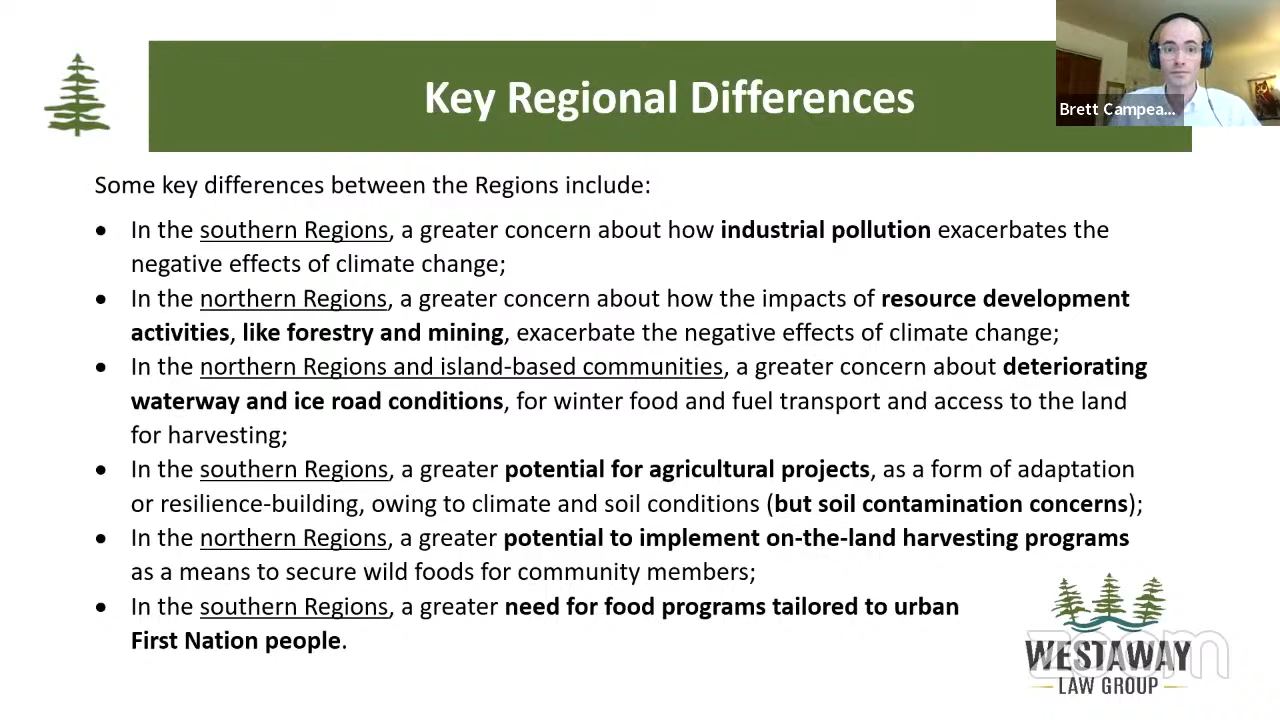 Key Regional Differences
Brett Campea...
Some key differences between the Regions include:
• In the southern Regions, a greater concern about how industrial pollution exacerbates the
negative effects of climate change;
• In the northern Regions, a greater concern about how the impacts of resource development
activities, like forestry and mining, exacerbate the negative effects of climate change;
• In the northern Regions and island-based communities, a greater concern about deteriorating
waterway and ice road conditions, for winter food and fuel transport and access to the land
for harvesting;
• In the southern Regions, a greater potential for agricultural projects, as a form of adaptation
or resilience-building, owing to climate and soil conditions (but soil contamination concerns);
• In the northern Regions, a greater potential to implement on-the-land harvesting programs
as a means to secure wild foods for community members;
• In the southern Regions, a greater need for food programs tailored to urban
First Nation people.
WESTAWAY
zoom
LAW GROUP